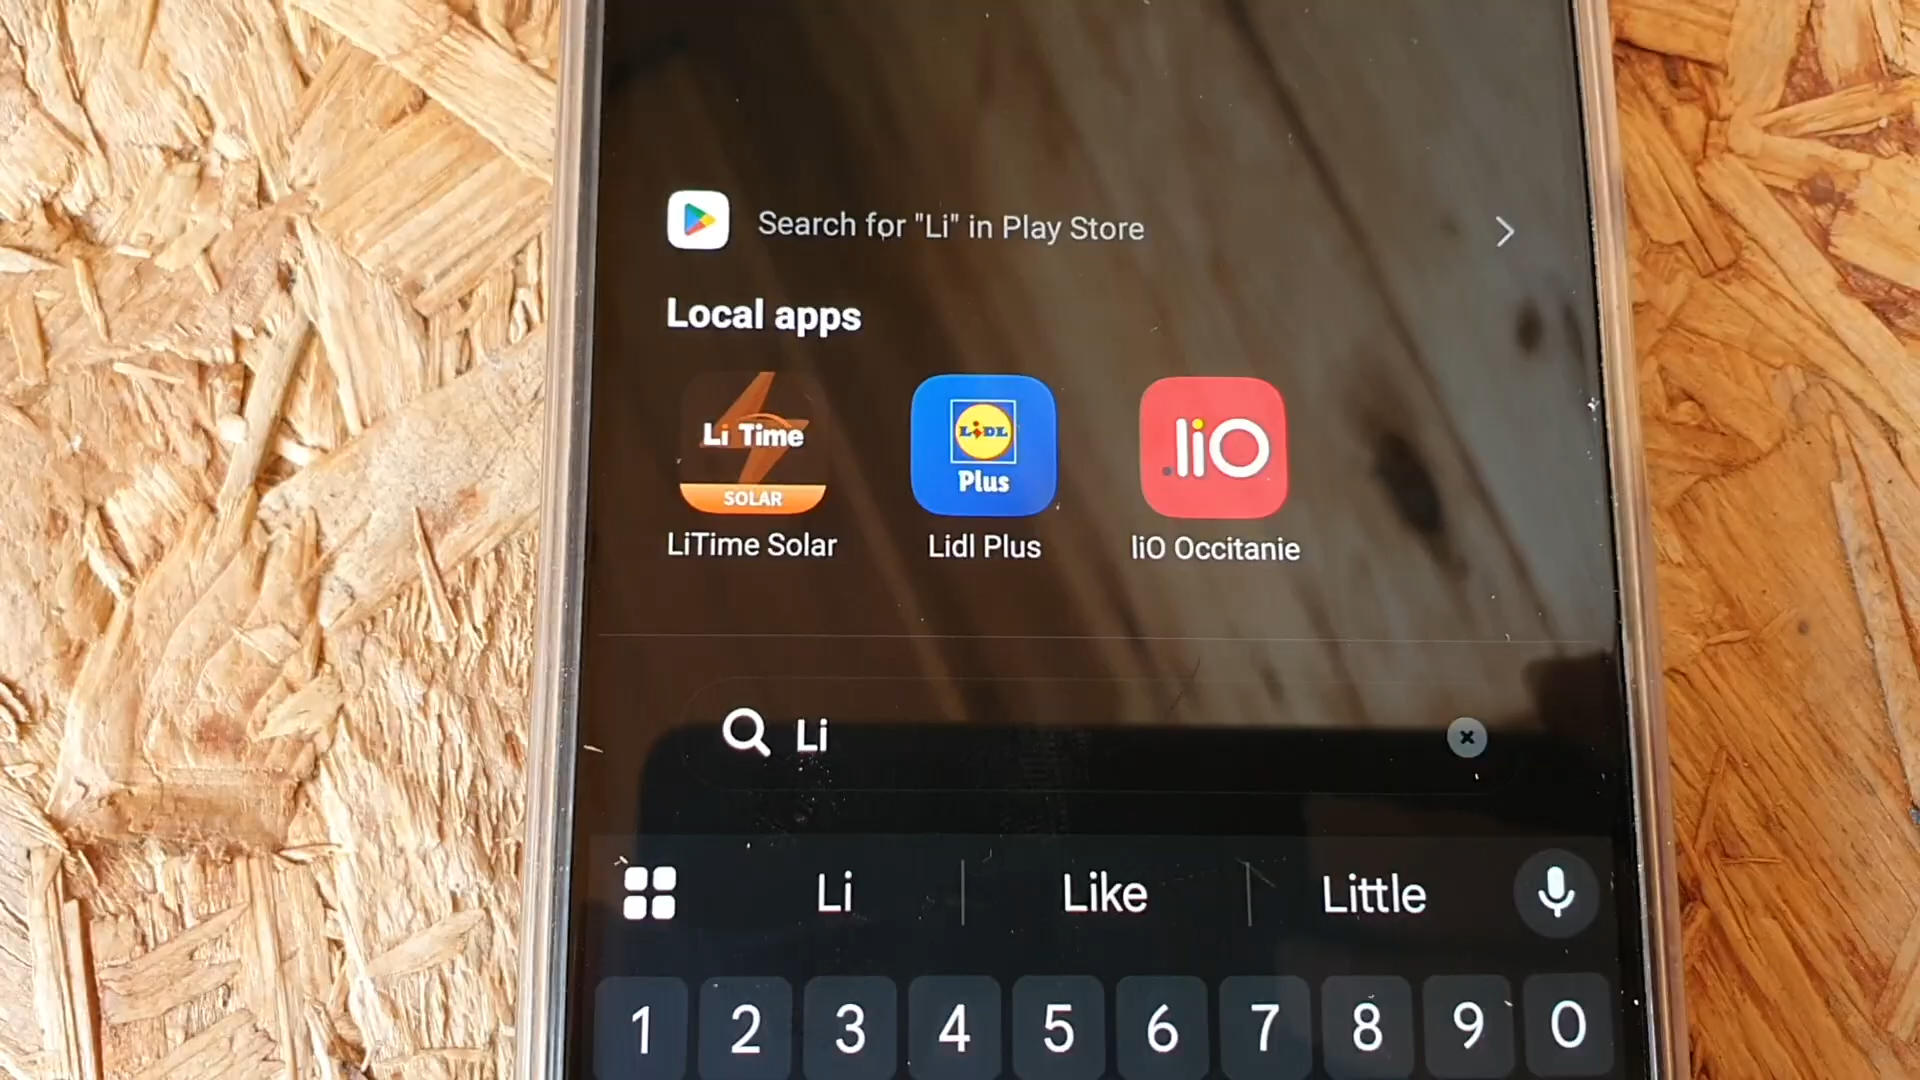 Search for "Li" in Play Store
Local apps
Li Time
SOLAR
LiDL
Plus
.liO
LiTime Solar
Lidl Plus
liO Occitanie
Li
Li
Like
Little
1 2 3 4 5 6 7 8 9 0